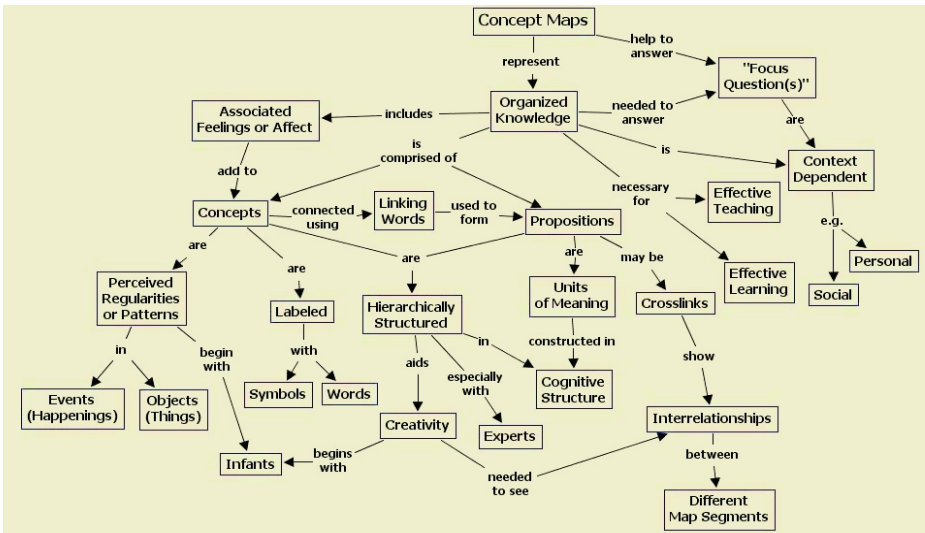 Concept Maps
help to
answer
represent
"Focus
Question(s)"
Organized
Knowledge
needed to
answer
Associated
Feelings or Affect
includes
are
is
comprised of
is
Context
Dependent
add to
necessary
for
Effective
Teaching
Concepts
connected
using
Linking
Words
used to
form
Propositions
e.g.
are
are
are
are
may be
Personal
Perceived
Regularities
or Patterns
Labeled
Hierarchically
Structured
Units
of Meaning
Crosslinks
Effective
Learning
Social
in
begin
with
with
aids
in
constructed in
show
especially
with
Events
(Happenings)
Objects
(Things)
Symbols
Words
Cognitive
Structure
Creativity
Experts
Interrelationships
Infants
begins
with
needed
to see
between
Different
Map Segments